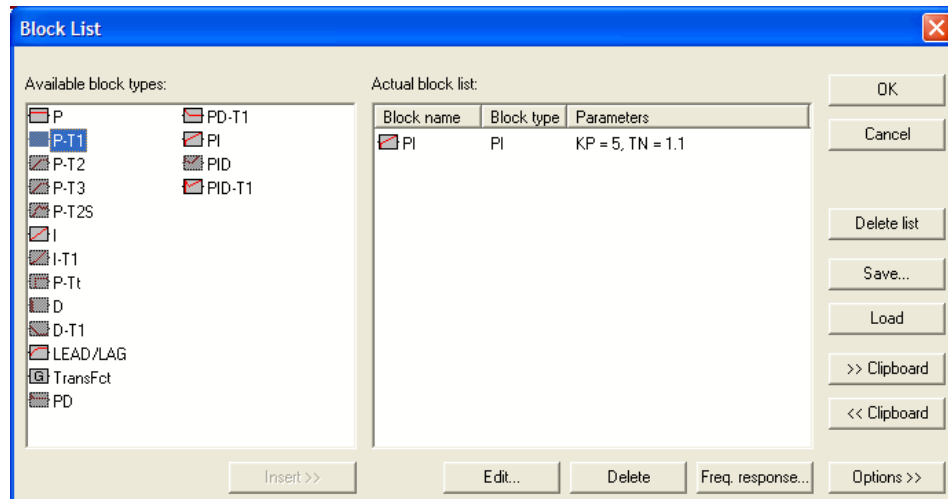 Block List
Available block types:
P
P-T1
P-T2
P-T3
P-T2S
I
I-T1
P-Tt
D
D-T1
LEAD/LAG
G TransFct
PD
PD-T1
PI
PID
PID-T1
Insert >>
Actual block list:
Block name Block type Parameters
PI PI KP = 5, TN = 1.1
Edit...
Delete
Freq. response...
OK
Cancel
Delete list
Save...
Load
>> Clipboard
<< Clipboard
Options >>